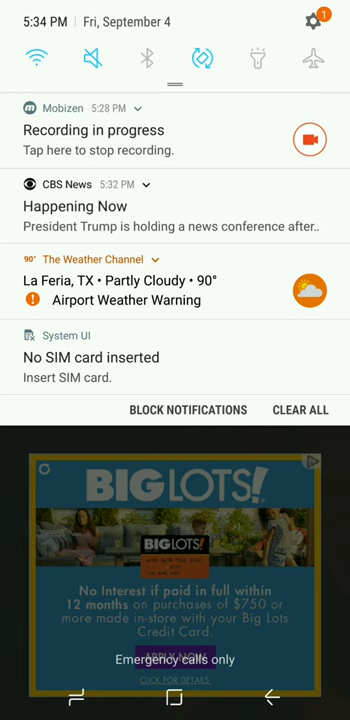 5:34 PM | Fri, September 4
1
Mobizen 5:28 PM
Recording in progress
Tap here to stop recording.
CBS News 5:32 PM
Happening Now
President Trump is holding a news conference after..
90° The Weather Channel
La Feria, TX • Partly Cloudy • 90°
Airport Weather Warning
System UI
No SIM card inserted
Insert SIM card.
BLOCK NOTIFICATIONS CLEAR ALL
BIG LOTS!
BIG LOTS!
No Interest if paid in full within
12 months on purchases of $750 or
more made in-store with your Big Lots
Credit Card.
APPLY NOW
Emergency calls only
CLICK FOR DETAILS